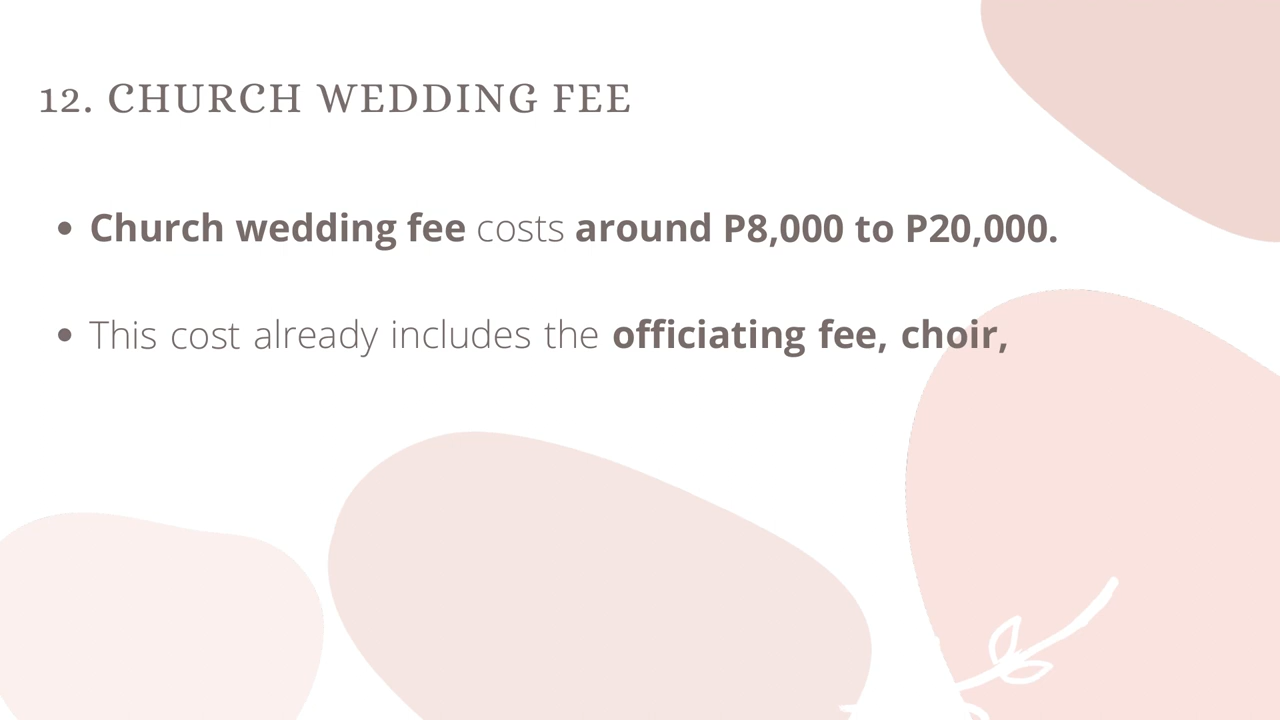 12. CHURCH WEDDING FEE
• Church wedding fee costs around P8,000 to P20,000.
• This cost already includes the officiating fee, choir,